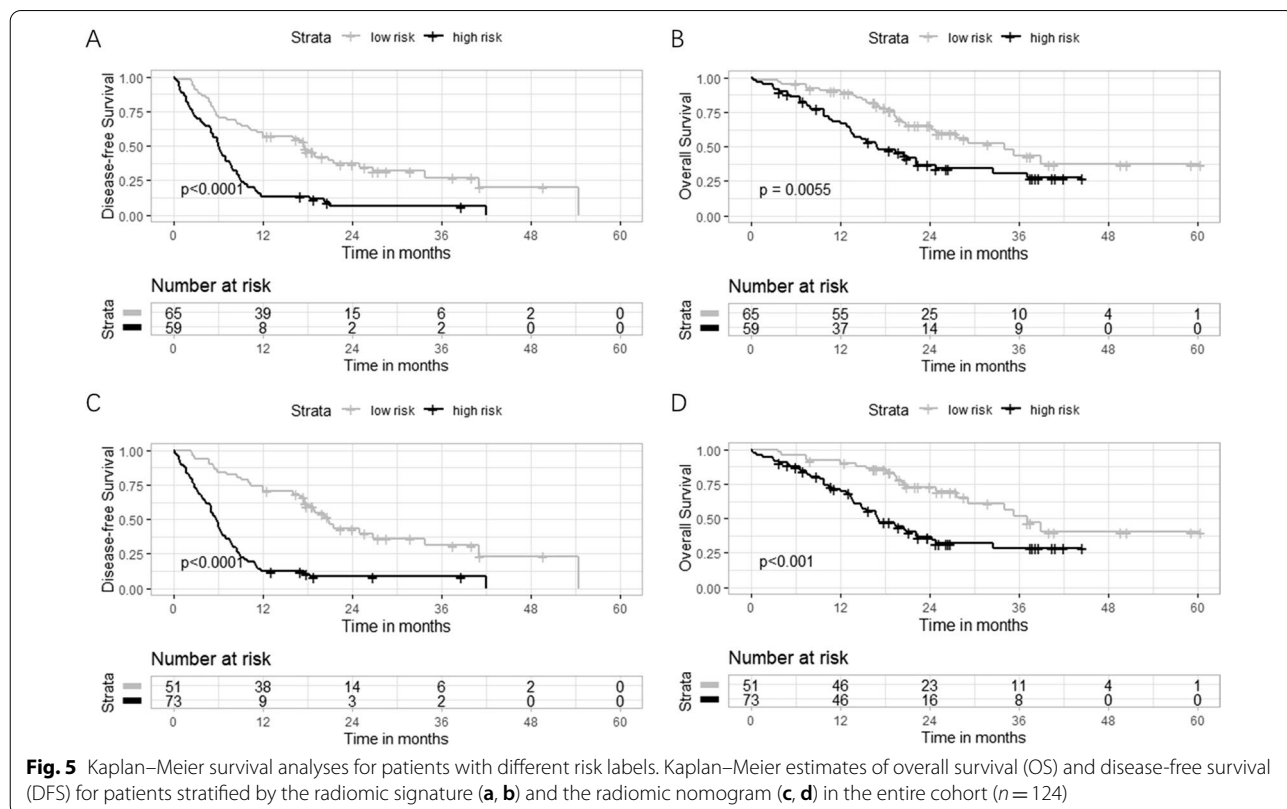 A
Strata low risk high risk
Disease-free Survival
1.00
0.75
0.50
0.25
0.00
p<0.0001
0 12 24 36 48 60
Time in months
Number at risk
Strata
65 39 15 6 2 0
59 8 2 2 0 0
0 12 24 36 48 60
Time in months
B
Strata low risk high risk
Overall Survival
1.00
0.75
0.50
0.25
0.00
p = 0.0055
0 12 24 36 48 60
Time in months
Number at risk
Strata
65 55 25 10 4 1
59 37 14 9 0 0
0 12 24 36 48 60
Time in months
C
Strata low risk high risk
Disease-free Survival
1.00
0.75
0.50
0.25
0.00
p<0.0001
0 12 24 36 48 60
Time in months
Number at risk
Strata
51 38 14 6 2 0
73 9 3 2 0 0
0 12 24 36 48 60
Time in months
D
Strata low risk high risk
Overall Survival
1.00
0.75
0.50
0.25
0.00
p<0.001
0 12 24 36 48 60
Time in months
Number at risk
Strata
51 46 23 11 4 1
73 46 16 8 0 0
0 12 24 36 48 60
Time in months
Fig. 5 Kaplan–Meier survival analyses for patients with different risk labels. Kaplan–Meier estimates of overall survival (OS) and disease-free survival
(DFS) for patients stratified by the radiomic signature (a, b) and the radiomic nomogram (c, d) in the entire cohort (n = 124)